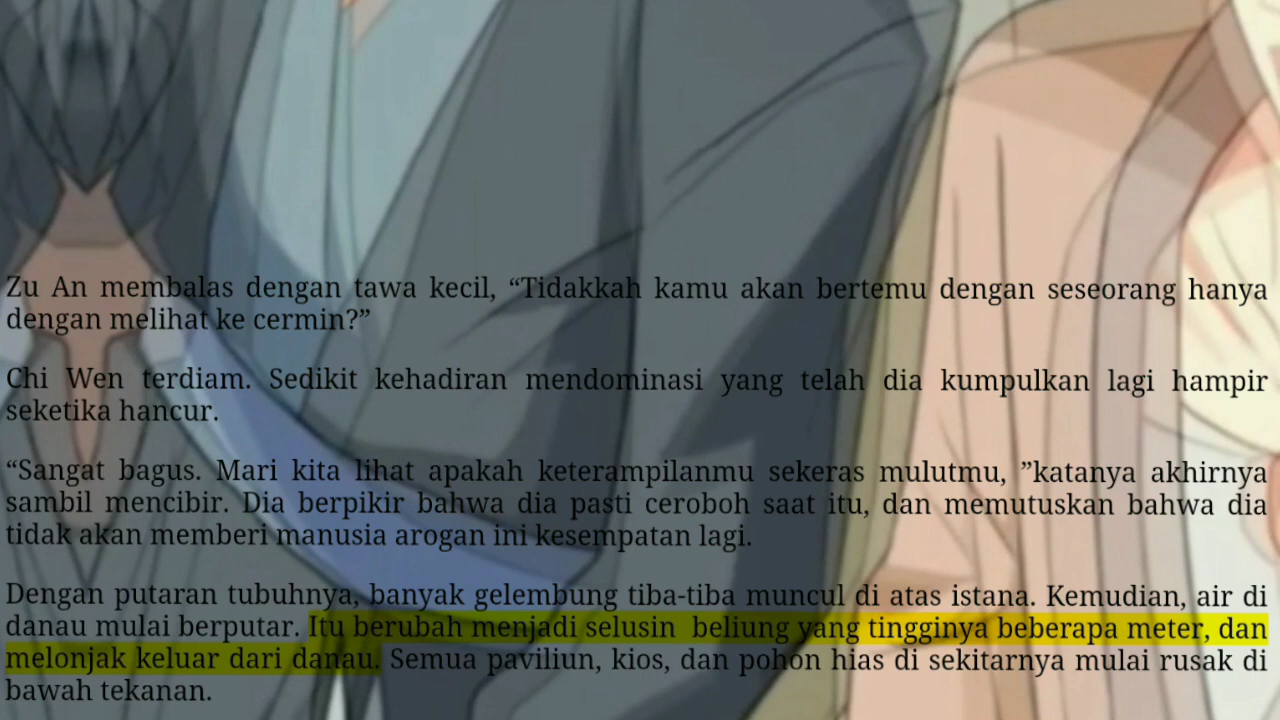 Zu An membalas dengan tawa kecil, “Tidakkah kamu akan bertemu dengan seseorang hanya
dengan melihat ke cermin?”
Chi Wen terdiam. Sedikit kehadiran mendominasi yang telah dia kumpulkan lagi hampir
seketika hancur.
“Sangat bagus. Mari kita lihat apakah keterampilanmu sekeras mulutmu, ”katanya akhirnya
sambil mencibir. Dia berpikir bahwa dia pasti ceroboh saat itu, dan memutuskan bahwa dia
tidak akan memberi manusia arogan ini kesempatan lagi.
Dengan putaran tubuhnya, banyak gelembung tiba-tiba muncul di atas istana. Kemudian, air di
danau mulai berputar. Itu berubah menjadi selusin  beliung yang tingginya beberapa meter, dan
melonjak keluar dari danau. Semua paviliun, kios, dan pohon hias di sekitarnya mulai rusak di
bawah tekanan.